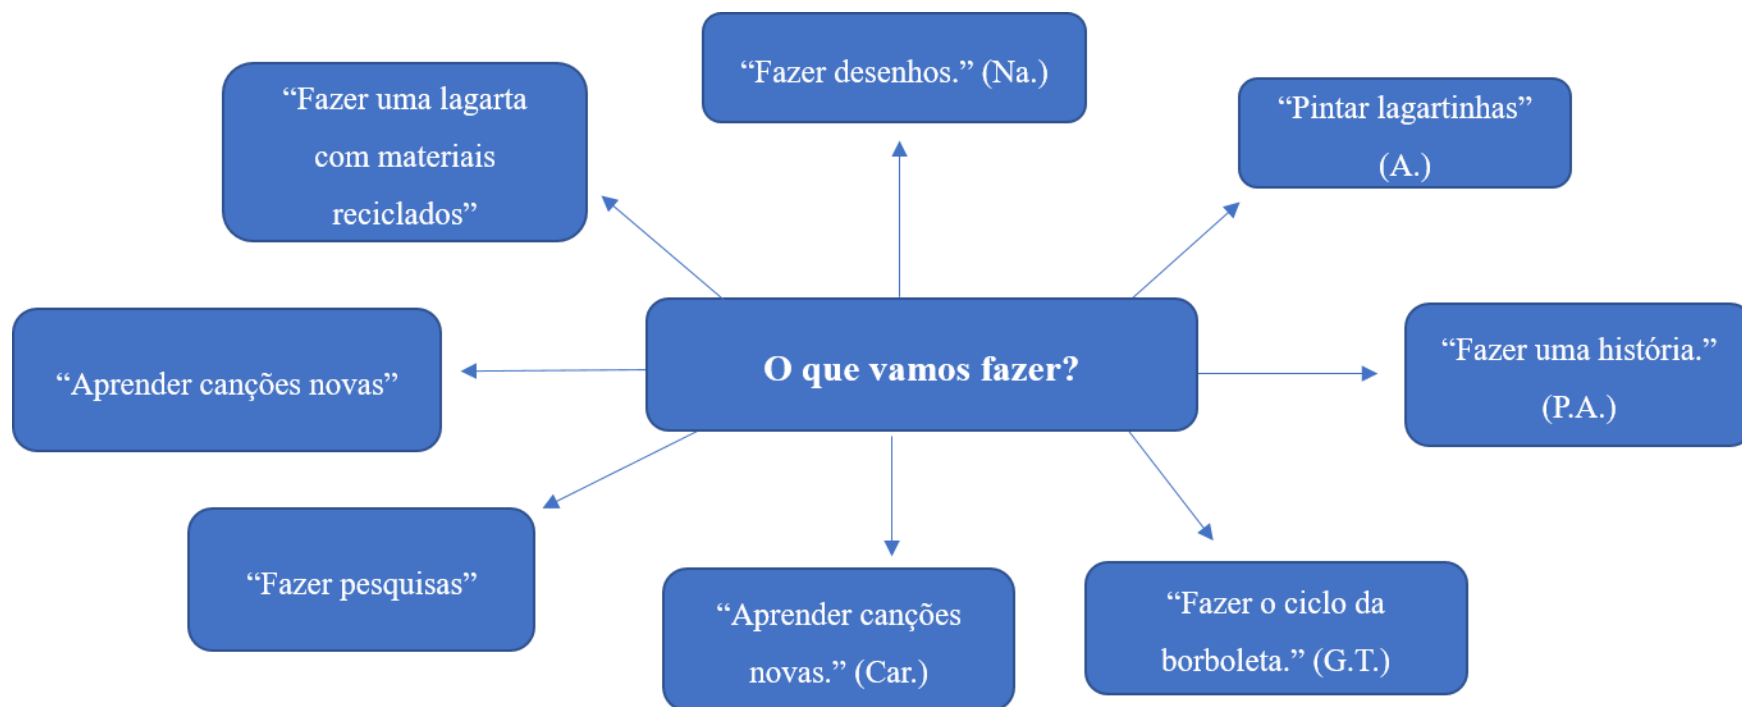 “Fazer desenhos.” (Na.)
“Fazer uma lagarta
com materiais
reciclados”
“Pintar lagartinhas”
(A.)
“Aprender canções novas”
O que vamos fazer?
“Fazer uma história.”
(P.A.)
“Fazer pesquisas”
“Aprender canções
novas.” (Car.)
“Fazer o ciclo da
borboleta.” (G.T.)